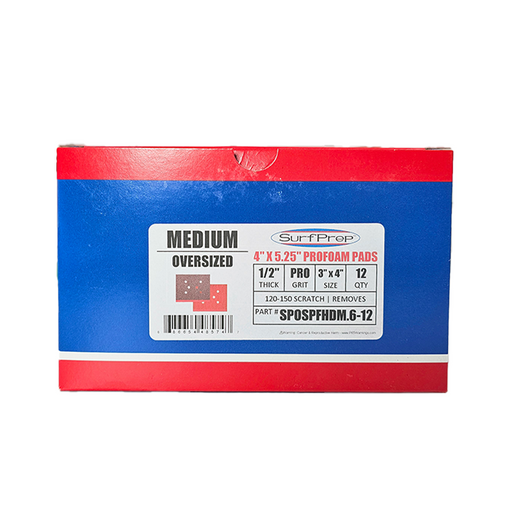 MEDIUM
OVERSIZED
SurfPrep
4" X 5.25" PROFOAM PADS
1/2" THICK
PRO GRIT
3" x 4" SIZE
12 QTY
120-150 SCRATCH | REMOVES
PART # SPOSPFHDM.6-12